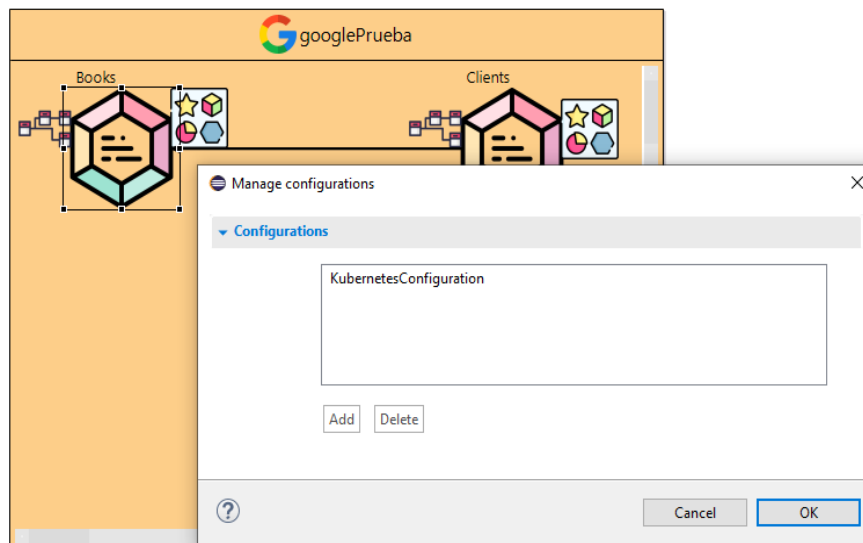 googlePrueba
Books
Clients
Manage configurations
Configurations
KubernetesConfiguration
Add Delete
Cancel OK